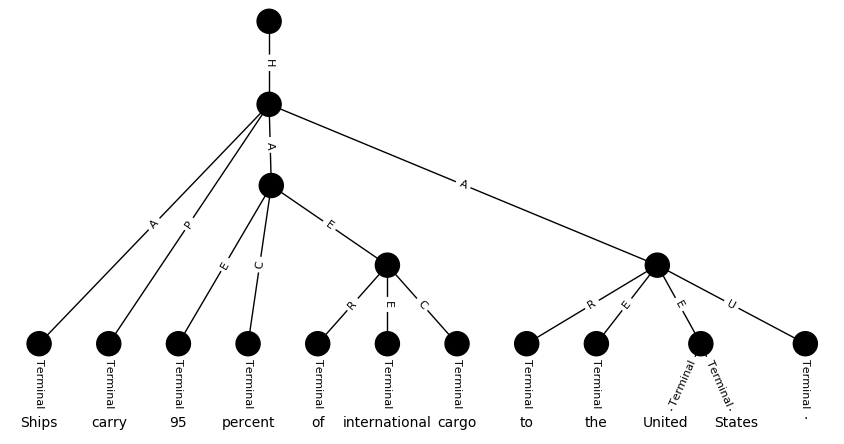 H
A
A
A
P
E
E
C
R
E
C
R
E
E
U
Terminal Terminal Terminal Terminal Terminal Terminal Terminal Terminal Terminal Terminal Terminal Terminal
Ships carry 95 percent of international cargo to the United States .